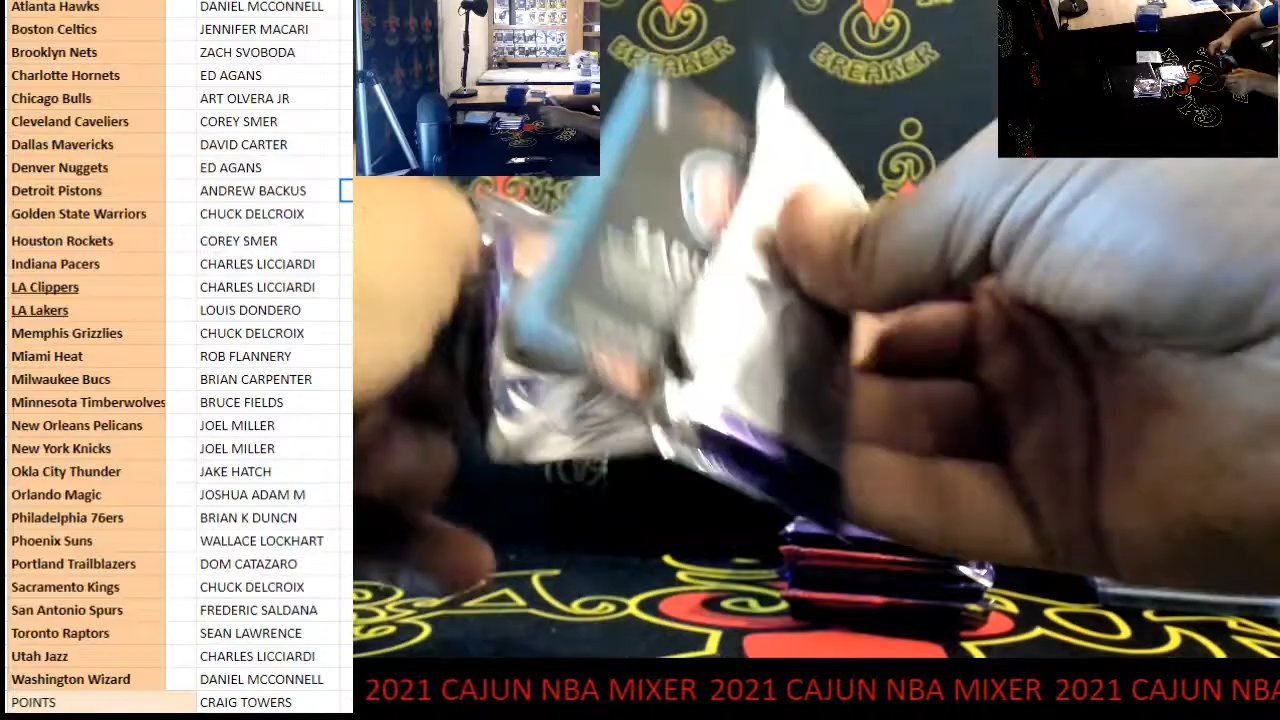 Atlanta Hawks DANIEL MCCONNELL
Boston Celtics JENNIFER MACARI
Brooklyn Nets
Charlotte Hornets ED AGANS
Chicago Bulls ART OLVERA JR
Cleveland Caveliers COREY SMER
Dallas Mavericks DAVID CARTER
Denver Nuggets ED AGANS
Detroit Pistons ANDREW BACKUS
Golden State Warriors CHUCK DELCROIX
Houston Rockets COREY SMER
Indiana Pacers CHARLES LICCIARDI
LA Clippers CHARLES LICCIARDI
LA Lakers LOUIS DONDERO
Memphis Grizzlies CHUCK DELCROIX
Miami Heat ROB FLANNERY
Milwaukee Bucs BRIAN CARPENTER
Minnesota Timberwolves BRUCE FIELDS
New Orleans Pelicans JOEL MILLER
New York Knicks JOEL MILLER
Okla City Thunder JAKE HATCH
Orlando Magic JOSHUA ADAM M
Philadelphia 76ers BRIAN K DUNCN
Phoenix Suns WALLACE LOCKHART
Portland Trailblazers DOM CATAZARO
Sacramento Kings CHUCK DELCROIX
San Antonio Spurs FREDERIC SALDANA
Toronto Raptors SEAN LAWRENCE
Utah Jazz CHARLES LICCIARDI
Washington Wizard DANIEL MCCONNELL
POINTS CRAIG TOWERS
BREAKER BREAKER
2021 CAJUN NBA MIXER 2021 CAJUN NBA MIXER 2021 CAJUN NBA